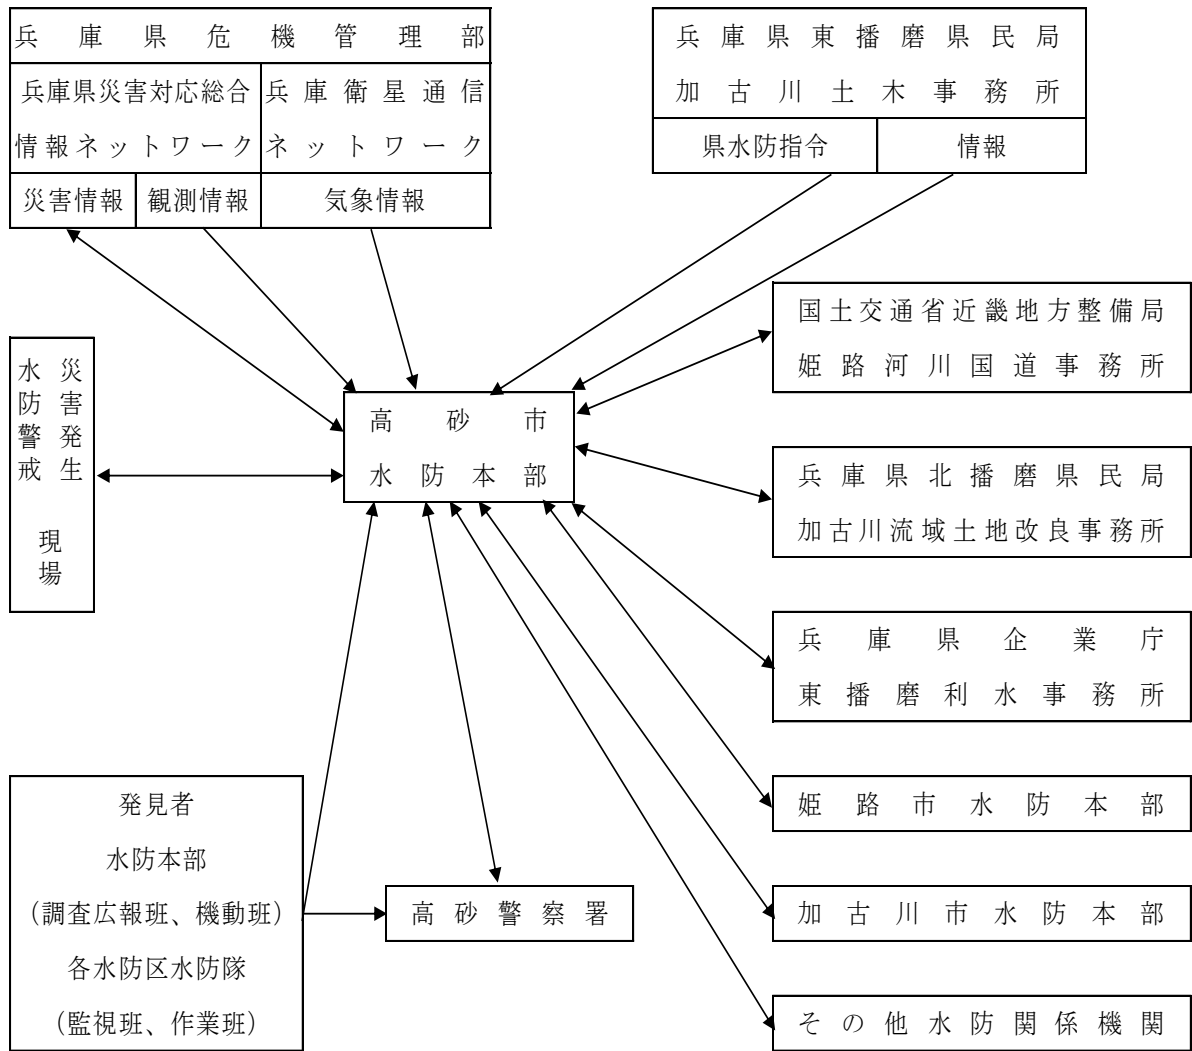 兵庫県危機管理部
兵庫県災害対応総合
情報ネットワーク
兵庫衛星通信
ネットワーク
災害情報
観測情報
気象情報
兵庫県東播磨県民局
加古川土木事務所
県水防指令
情報
国土交通省近畿地方整備局
姫路河川国道事務所
災害発生
水防警戒
現場
高砂市
水防本部
兵庫県北播磨県民局
加古川流域土地改良事務所
兵庫県企業庁
東播磨利水事務所
発見者
水防本部
（調査広報班、機動班）
各水防区水防隊
（監視班、作業班）
高砂警察署
姫路市水防本部
加古川市水防本部
その他水防関係機関